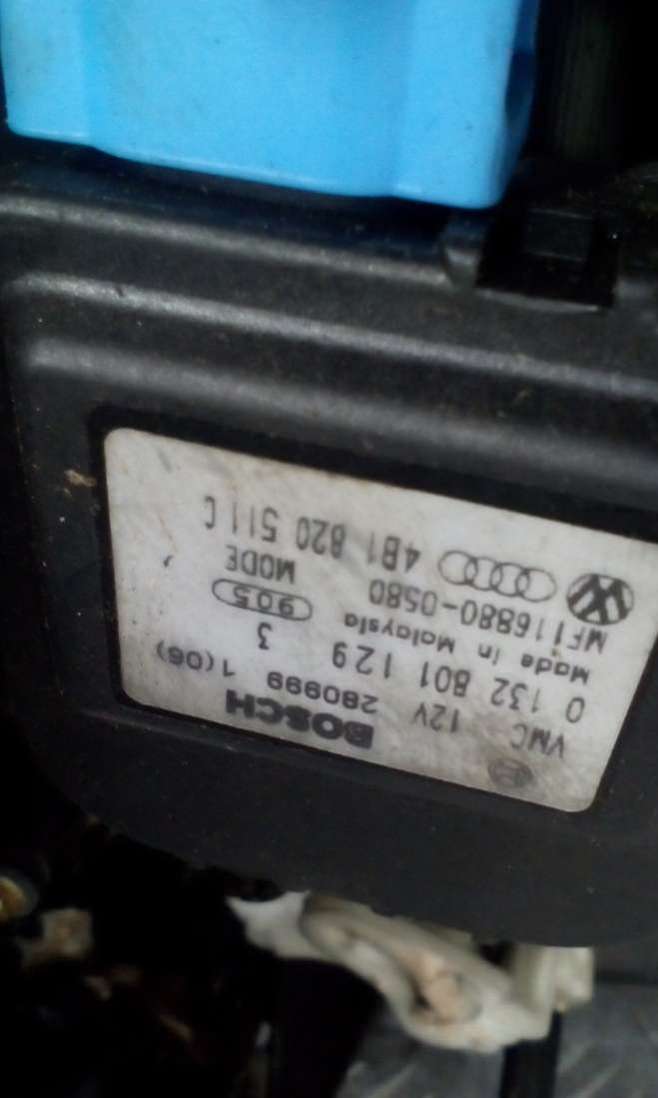 BOSCH
VMC 12V 280999 1(06)
0 132 801 129 3
Made in Malaysia 905
MF116880-0580 MODE
4B1 820 511 C